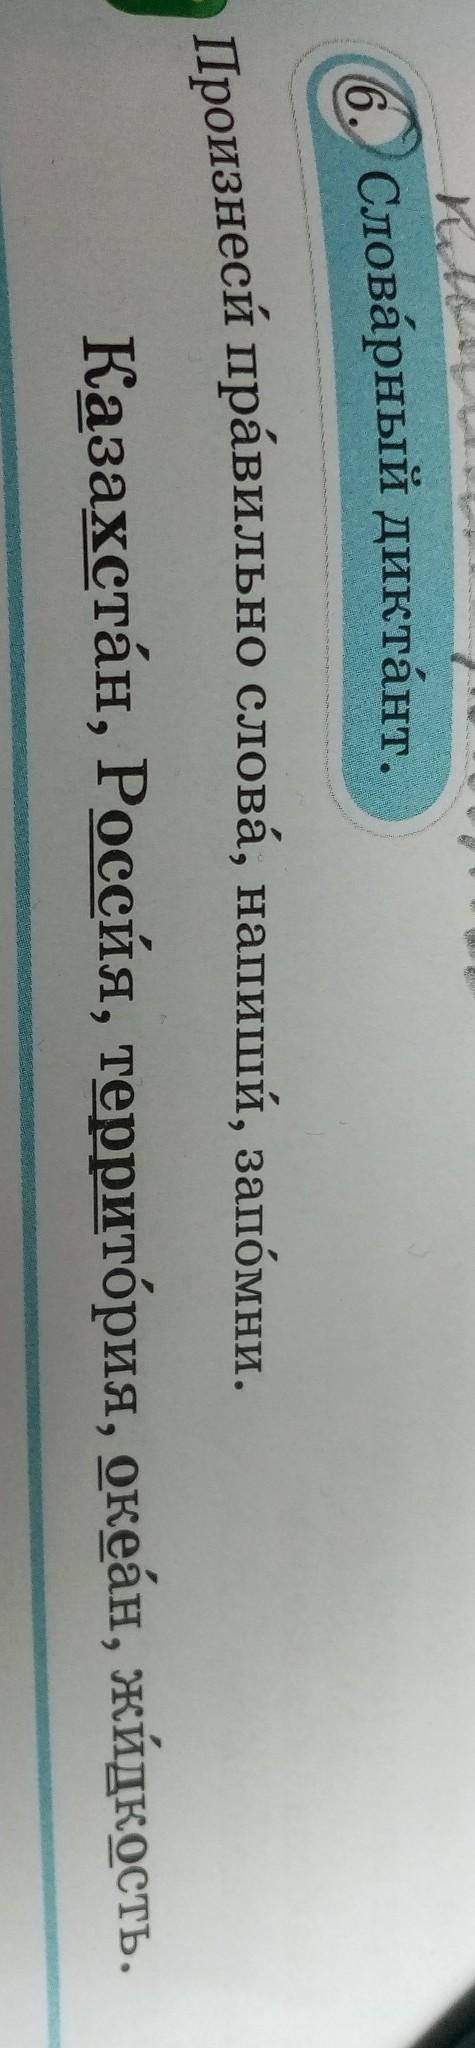 6. Слова́рный дикта́нт.
Произнеси́ пра́вильно слова́, напиши́, запо́мни.
Казахста́н, Росси́я, террито́рия, океа́н, жи́дкость.